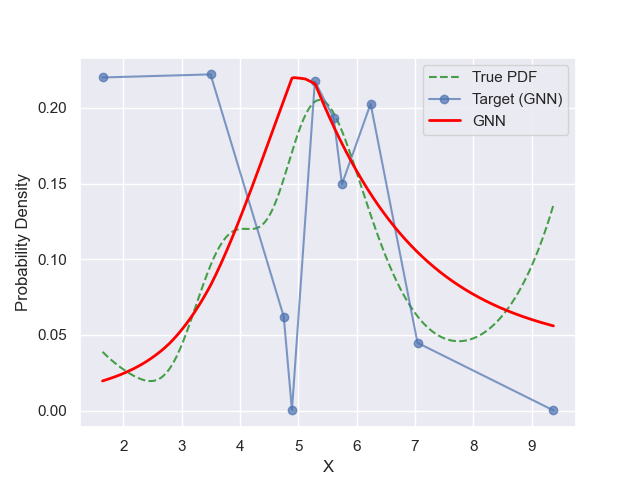 True PDF
Target (GNN)
GNN
Probability Density
0.20
0.15
0.10
0.05
0.00
2 3 4 5 6 7 8 9
X